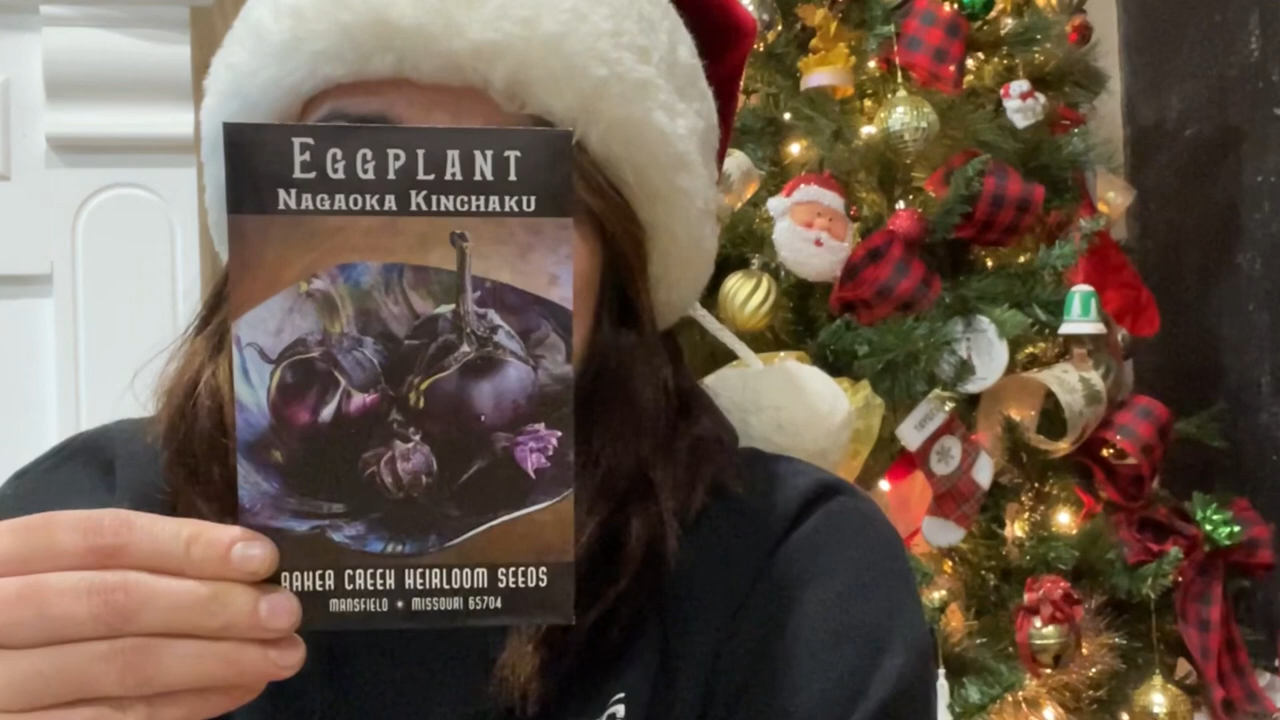 EGGPLANT
NAGAOKA KINCHAKU
BAKER CREEK HEIRLOOM SEEDS
MANSFIELD * MISSOURI 65704